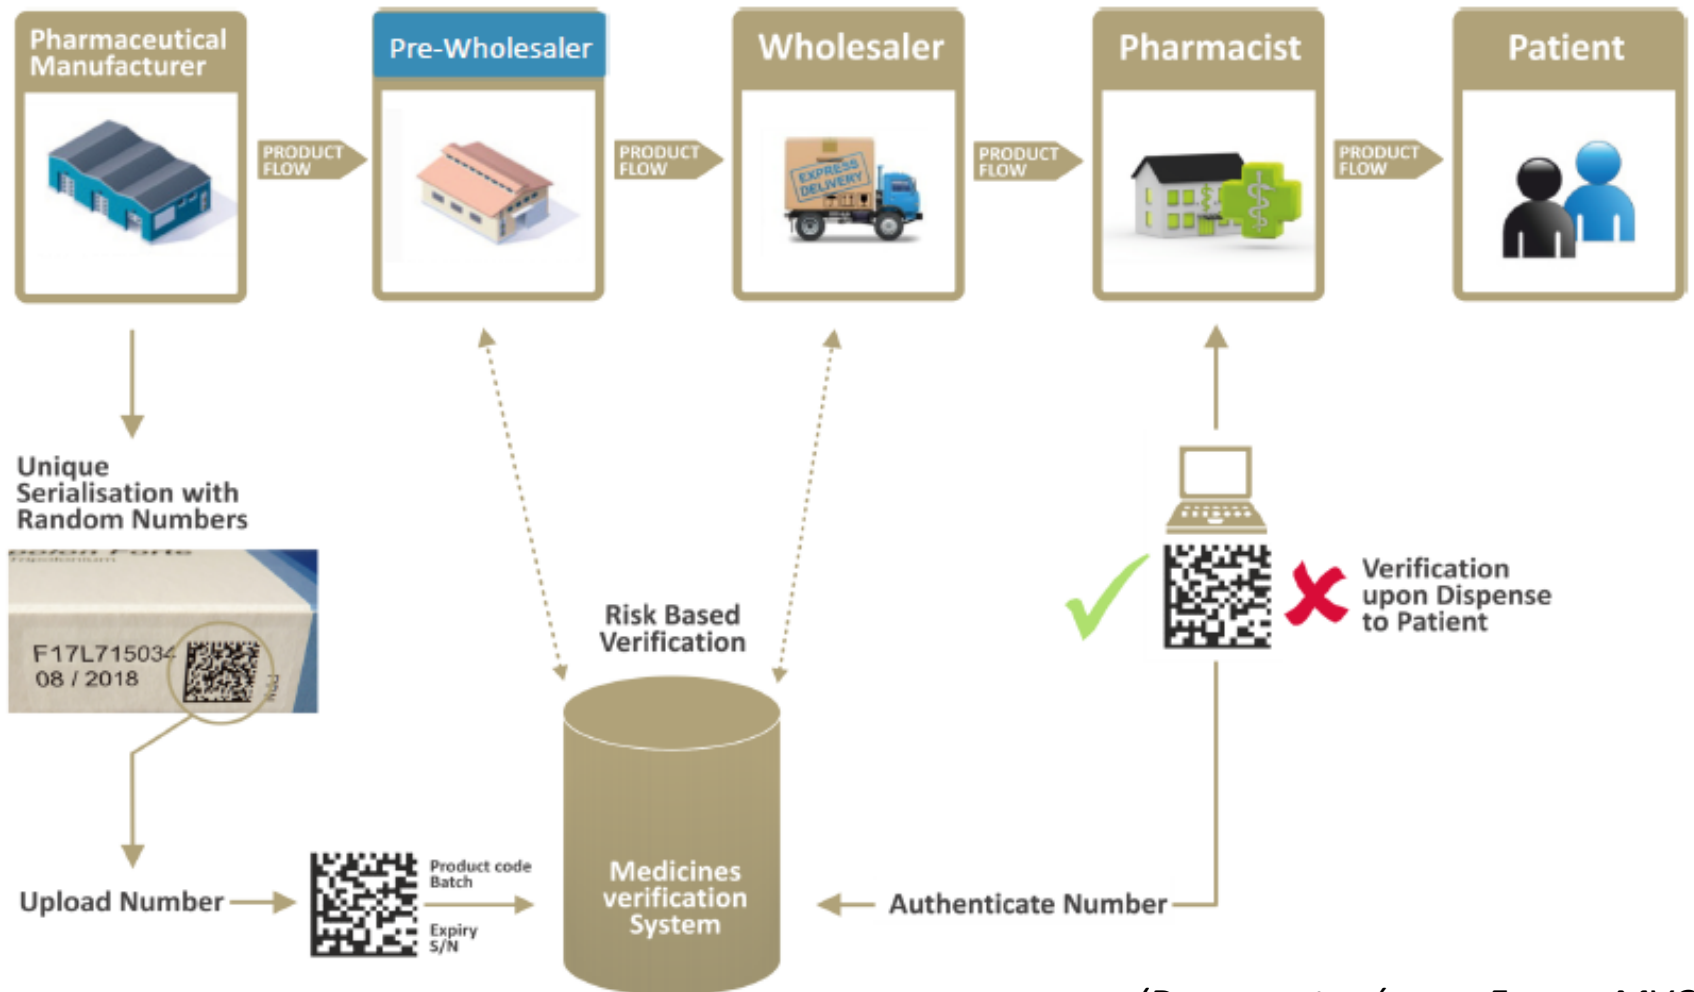 Pharmaceutical
Manufacturer
Pre-Wholesaler
Wholesaler
Pharmacist
Patient
PRODUCT
FLOW
PRODUCT
FLOW
EXPRESS
DELIVERY
PRODUCT
FLOW
PRODUCT
FLOW
Unique
Serialisation with
Random Numbers
Tripolonium
F17L715034
08 / 2018
PPN
Upload Number
Product code
Batch
Expiry
S/N
Risk Based
Verification
Medicines
verification
System
Verification
upon Dispense
to Patient
Authenticate Number